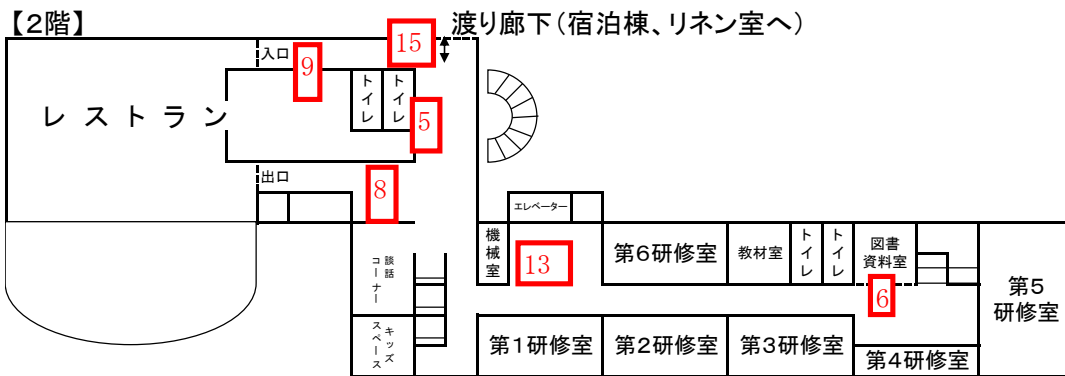 【2階】
渡り廊下(宿泊棟、リネン室へ)
15
入口
9
トイレ
トイレ
レストラン
5
出口
8
エレベーター
機械室
13
第6研修室
教材室
トイレ
トイレ
図書
資料室
6
第5
研修室
談話
コーナー
キッズ
スペース
第1研修室
第2研修室
第3研修室
第4研修室